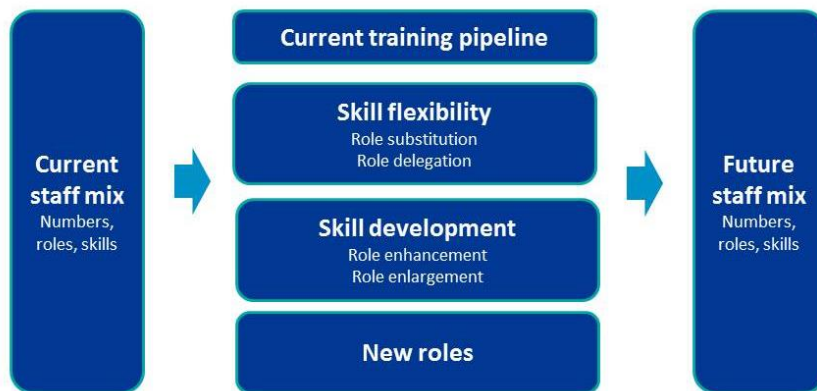 Current
staff mix
Numbers,
roles, skills
Current training pipeline
Skill flexibility
Role substitution
Role delegation
Skill development
Role enhancement
Role enlargement
New roles
Future
staff mix
Numbers,
roles, skills